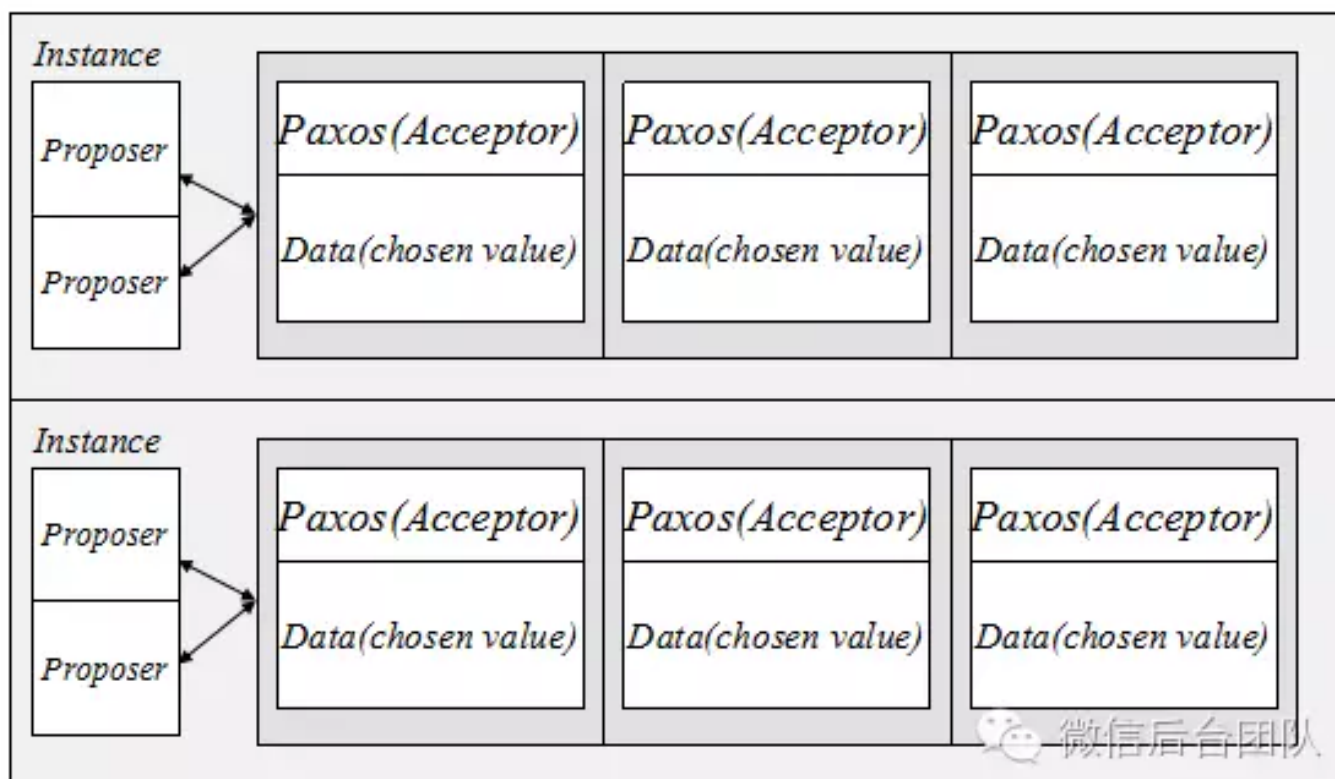 Instance
Proposer
Proposer
Paxos(Acceptor)
Data(chosen value)
Paxos(Acceptor)
Data(chosen value)
Paxos(Acceptor)
Data(chosen value)
Instance
Proposer
Proposer
Paxos(Acceptor)
Data(chosen value)
Paxos(Acceptor)
Data(chosen value)
Paxos(Acceptor)
Data(chosen value)
微信后台团队